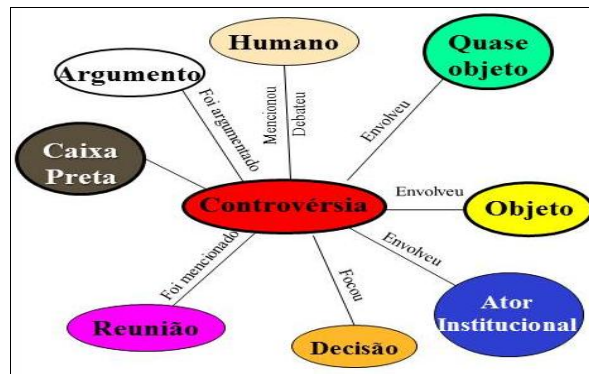 Humano
Quase
objeto
Argumento
Foi argumentado
Mencionou
Debateu
Envolveu
Caixa
Preta
Controvérsia
Envolveu
Objeto
Foi mencionado
Focou
Envolveu
Reunião
Decisão
Ator
Institucional